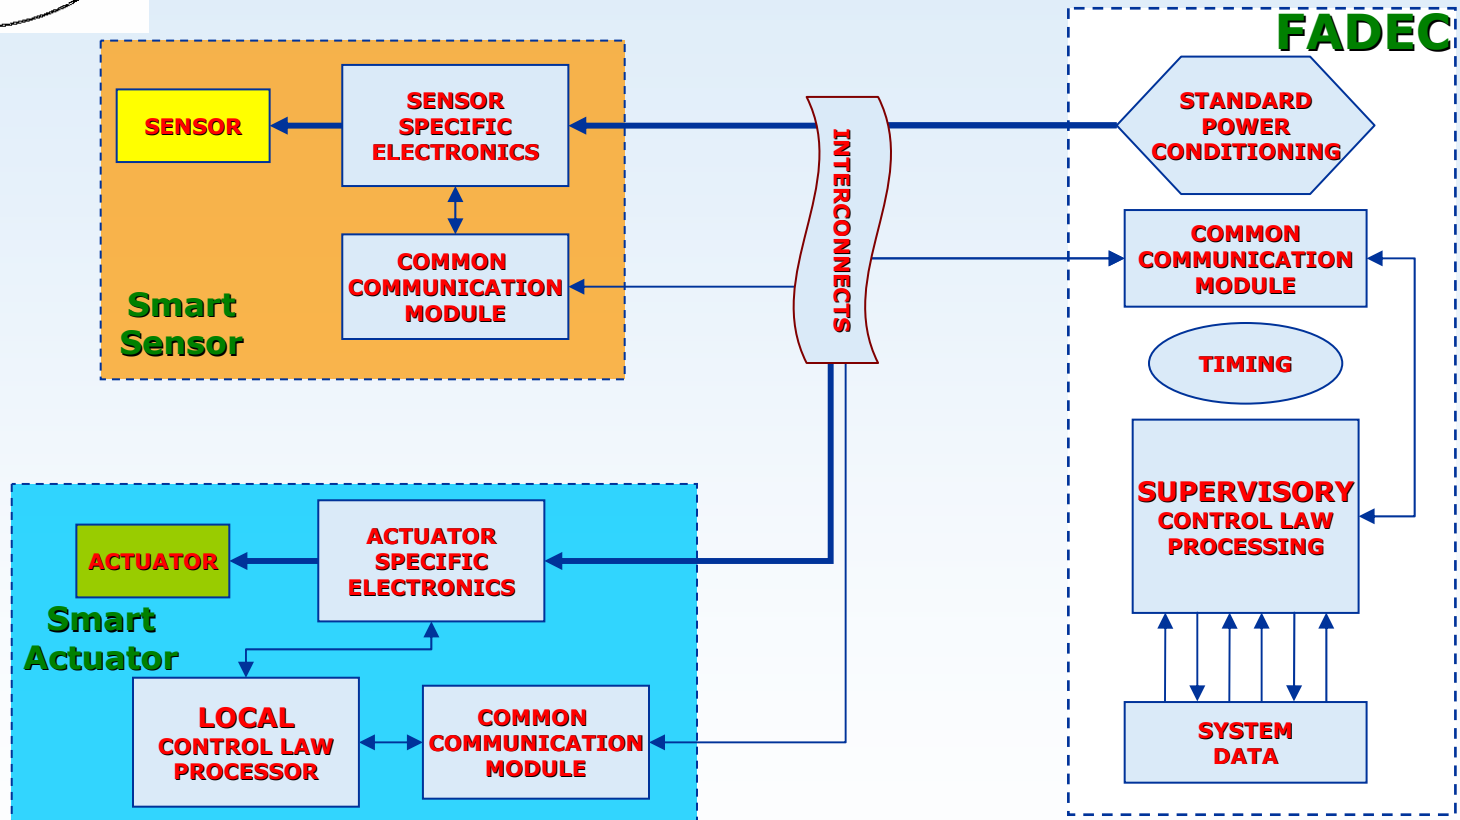 FADEC
SENSOR
SENSOR
SPECIFIC
ELECTRONICS
COMMON
COMMUNICATION
MODULE
Smart
Sensor
INTERCONNECTS
STANDARD
POWER
CONDITIONING
COMMON
COMMUNICATION
MODULE
TIMING
SUPERVISORY
CONTROL LAW
PROCESSING
SYSTEM
DATA
ACTUATOR
ACTUATOR
SPECIFIC
ELECTRONICS
Smart
Actuator
LOCAL
CONTROL LAW
PROCESSOR
COMMON
COMMUNICATION
MODULE